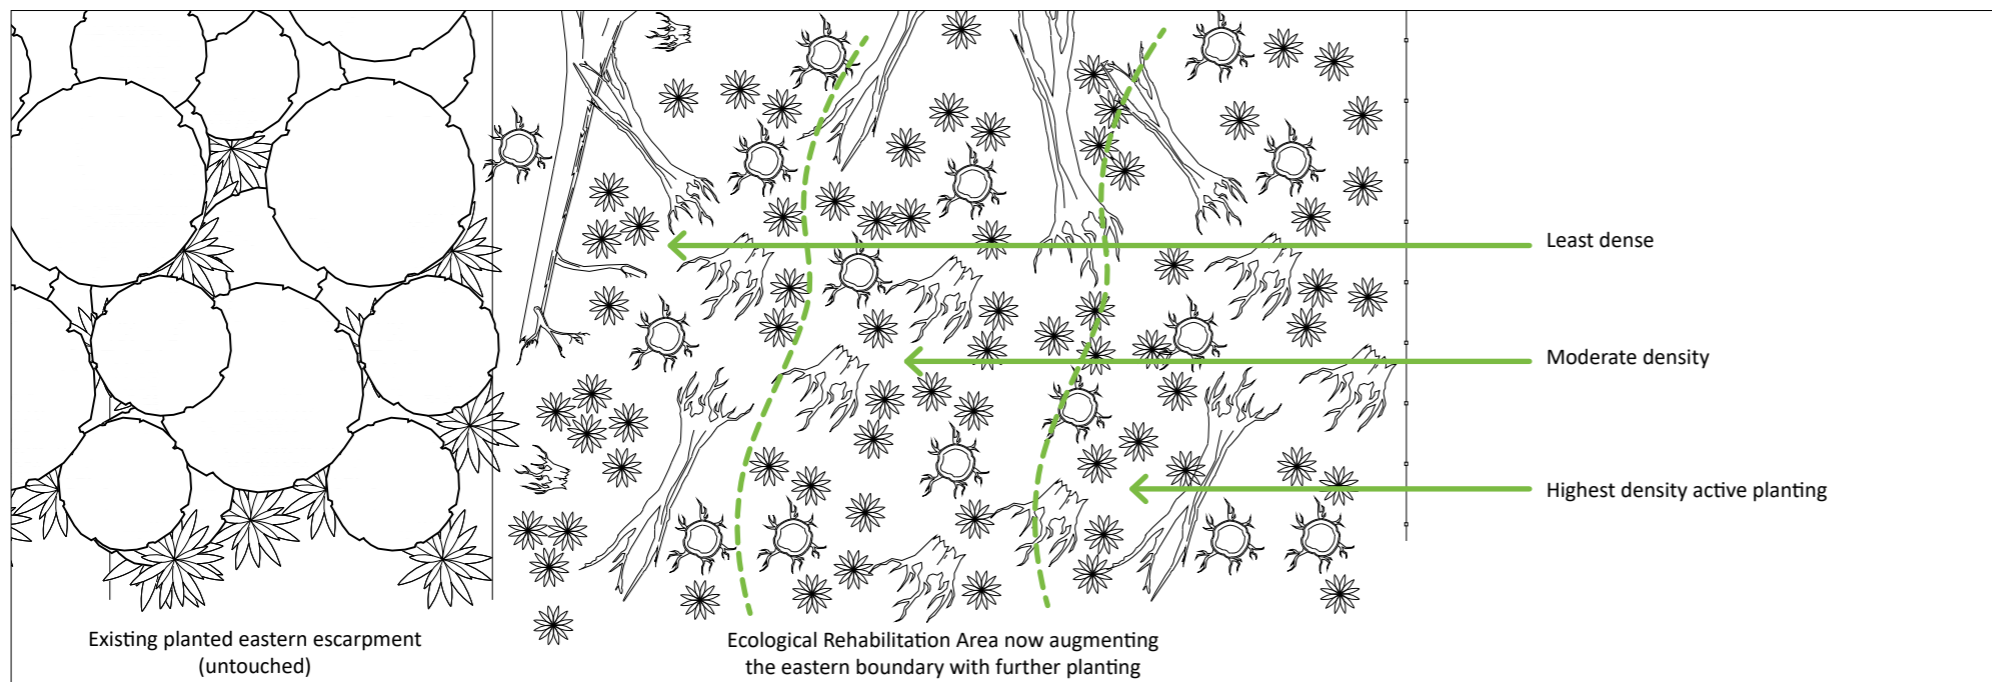 Least dense
Moderate density
Highest density active planting
Existing planted eastern escarpment
(untouched)
Ecological Rehabilitation Area now augmenting
the eastern boundary with further planting